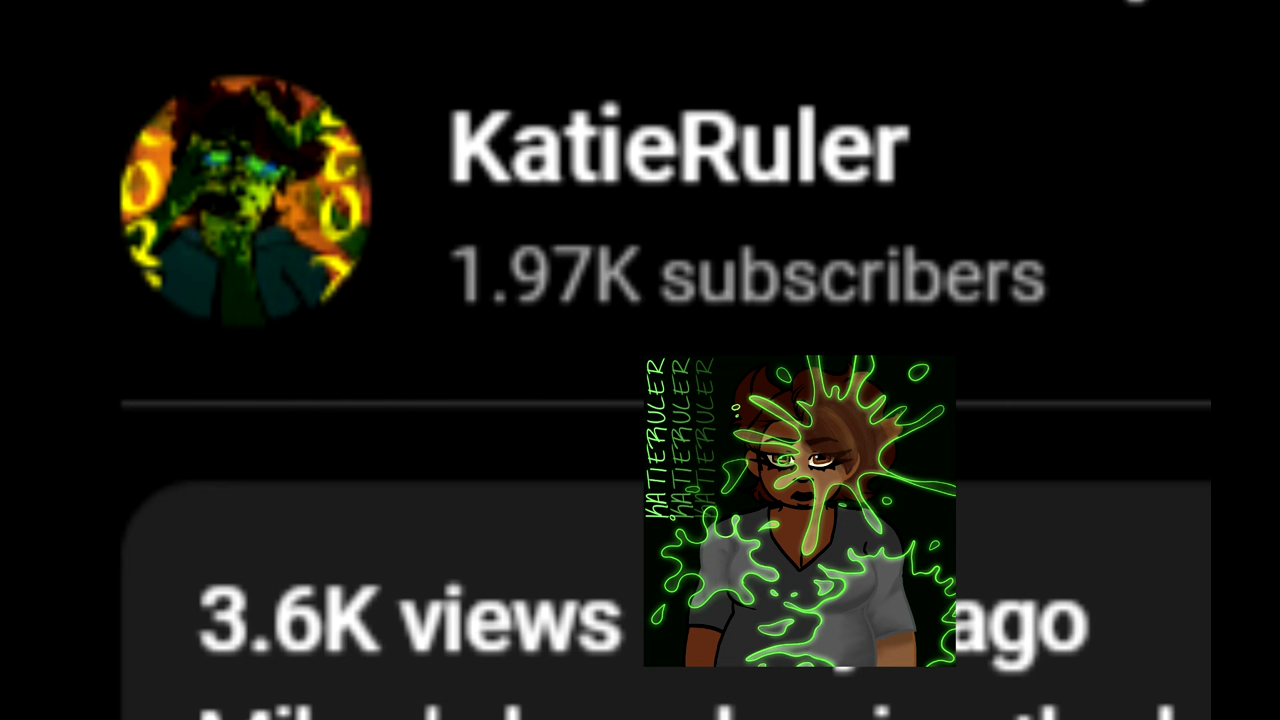 KatieRuler
1.97K subscribers
KATIERULER
KATIERULER
KATIERULER
3.6K views
ago